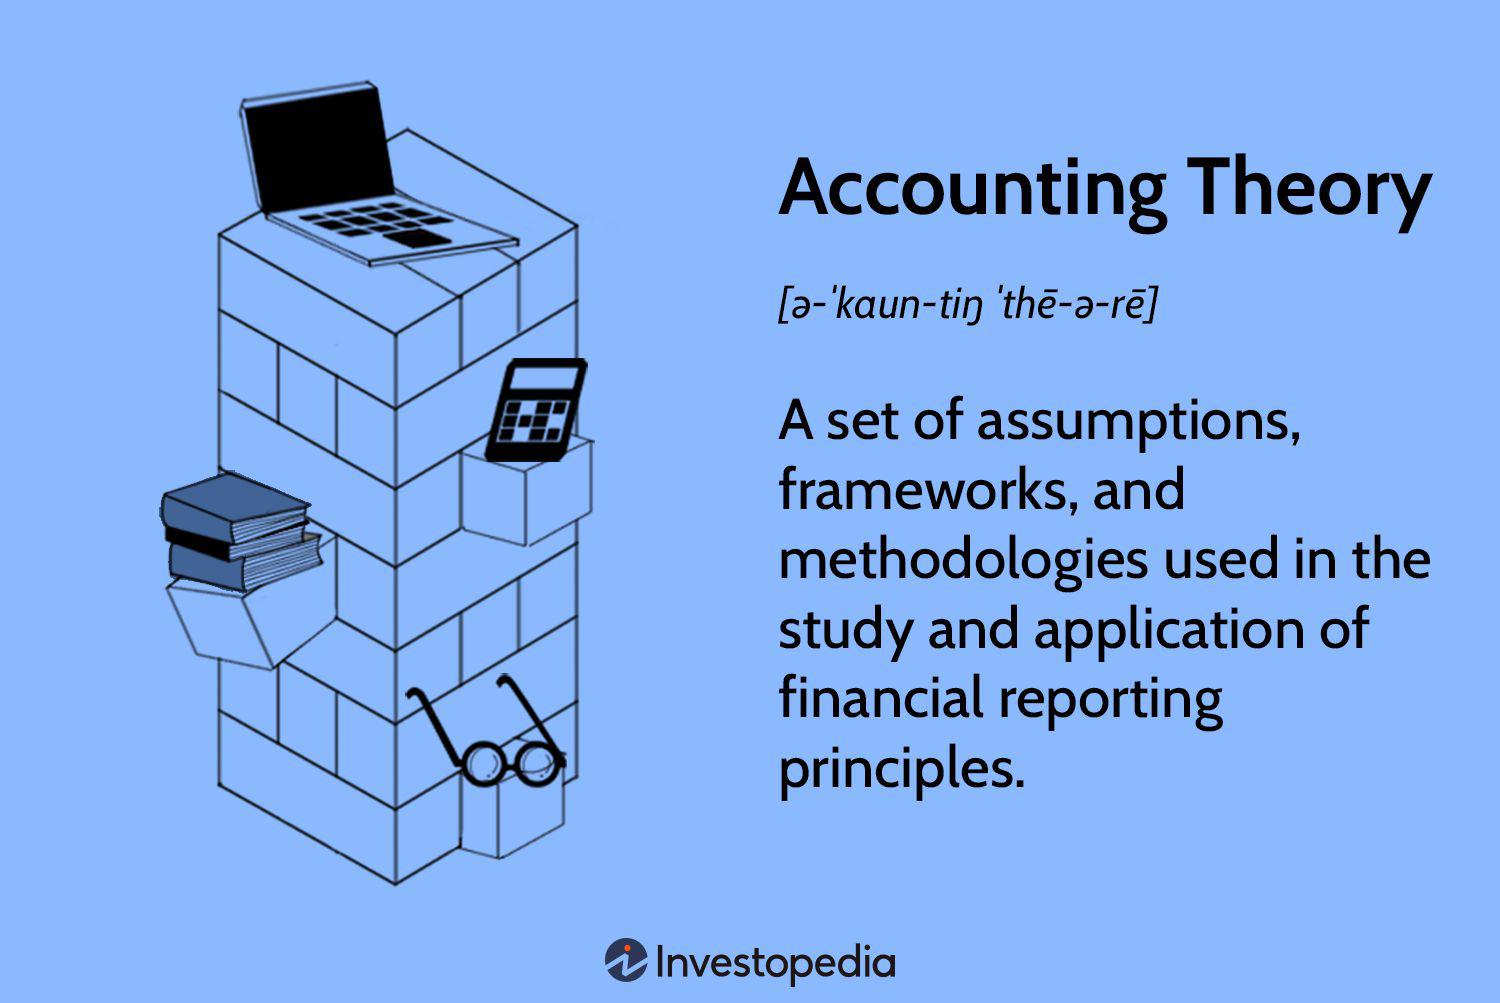 Accounting Theory
[ə-ˈkaun-tiŋ ˈthē-ə-rē]
A set of assumptions,
frameworks, and
methodologies used in the
study and application of
financial reporting
principles.
Investopedia